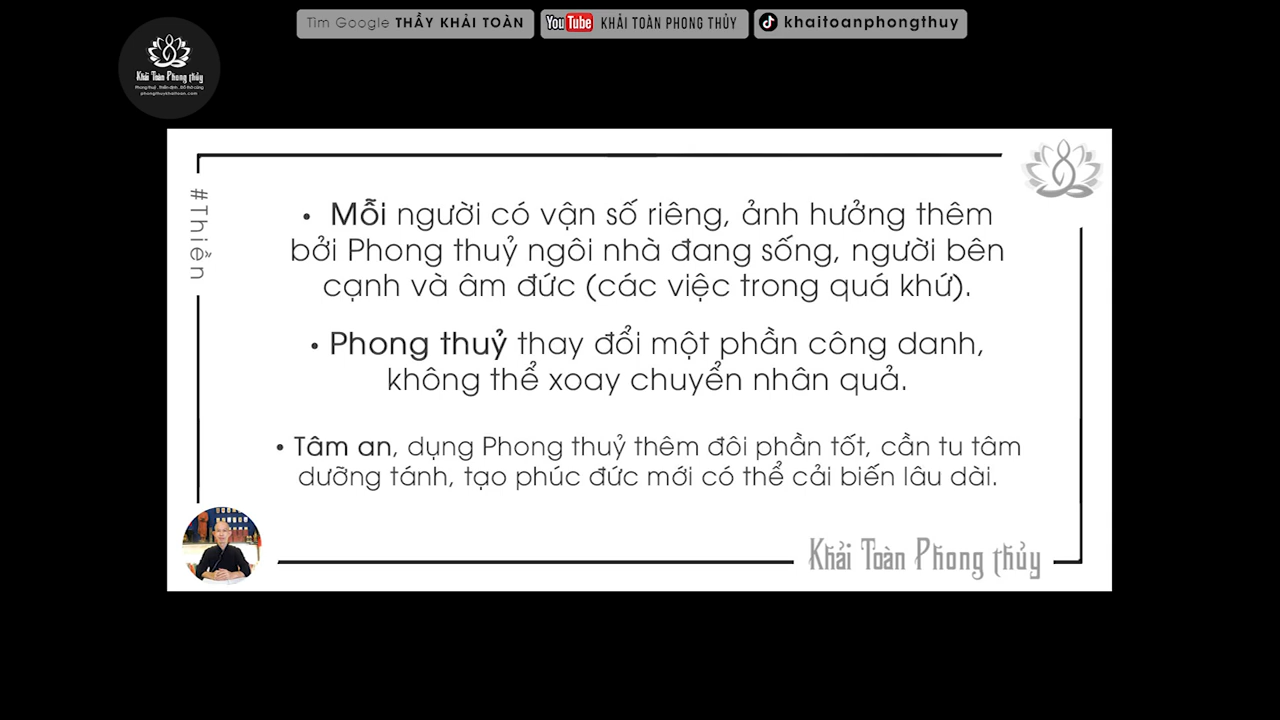 Tìm Google THẦY KHẢI TOÀN
YouTube KHẢI TOÀN PHONG THỦY
khaitoanphongthuy
Khải Toàn Phong thủy
phongthuykhaitoan.com
#Thiền
• Mỗi người có vận số riêng, ảnh hưởng thêm
bởi Phong thuỷ ngôi nhà đang sống, người bên
cạnh và âm đức (các việc trong quá khứ).
• Phong thuỷ thay đổi một phần công danh,
không thể xoay chuyển nhân quả.
• Tâm an, dụng Phong thuỷ thêm đôi phần tốt, cần tu tâm
dưỡng tánh, tạo phúc đức mới có thể cải biến lâu dài.
Khải Toàn Phong thủy